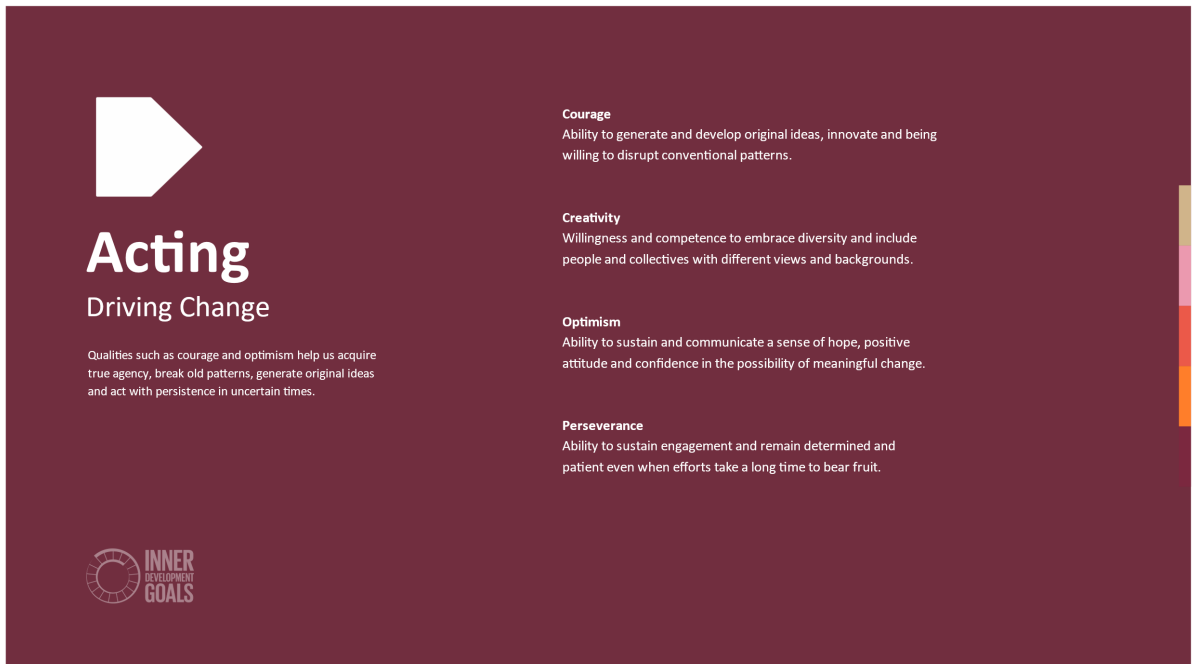 Acting
Driving Change
Qualities such as courage and optimism help us acquire
true agency, break old patterns, generate original ideas
and act with persistence in uncertain times.
Courage
Ability to generate and develop original ideas, innovate and being
willing to disrupt conventional patterns.
Creativity
Willingness and competence to embrace diversity and include
people and collectives with different views and backgrounds.
Optimism
Ability to sustain and communicate a sense of hope, positive
attitude and confidence in the possibility of meaningful change.
Perseverance
Ability to sustain engagement and remain determined and
patient even when efforts take a long time to bear fruit.
INNER
DEVELOPMENT
GOALS